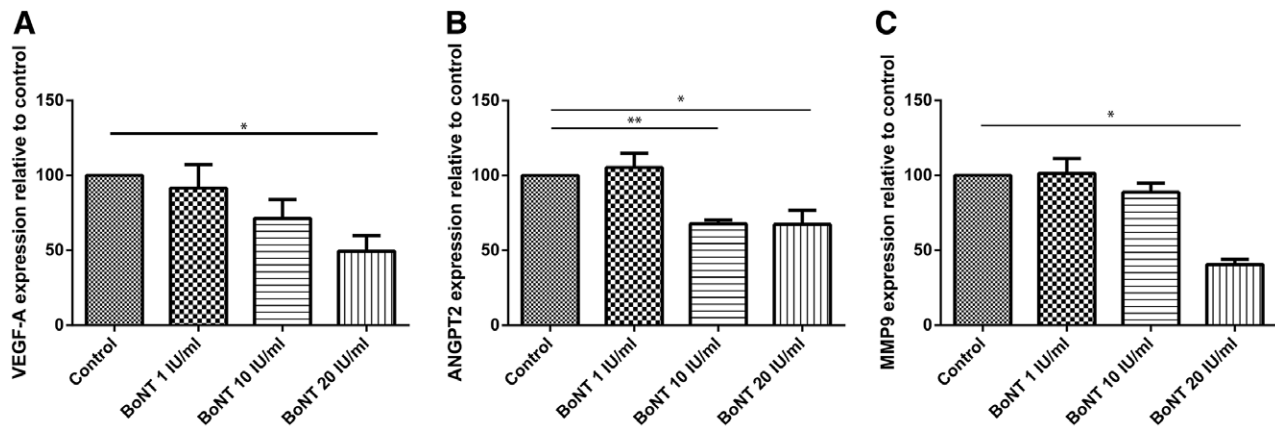 A
VEGF-A expression relative to control
150
100
50
0
*
Control
BoNT 1 IU/ml
BoNT 10 IU/ml
BoNT 20 IU/ml
B
ANGPT2 expression relative to control
150
100
50
0
*
**
Control
BoNT 1 IU/ml
BoNT 10 IU/ml
BoNT 20 IU/ml
C
MMP9 expression relative to control
150
100
50
0
*
Control
BoNT 1 IU/ml
BoNT 10 IU/ml
BoNT 20 IU/ml